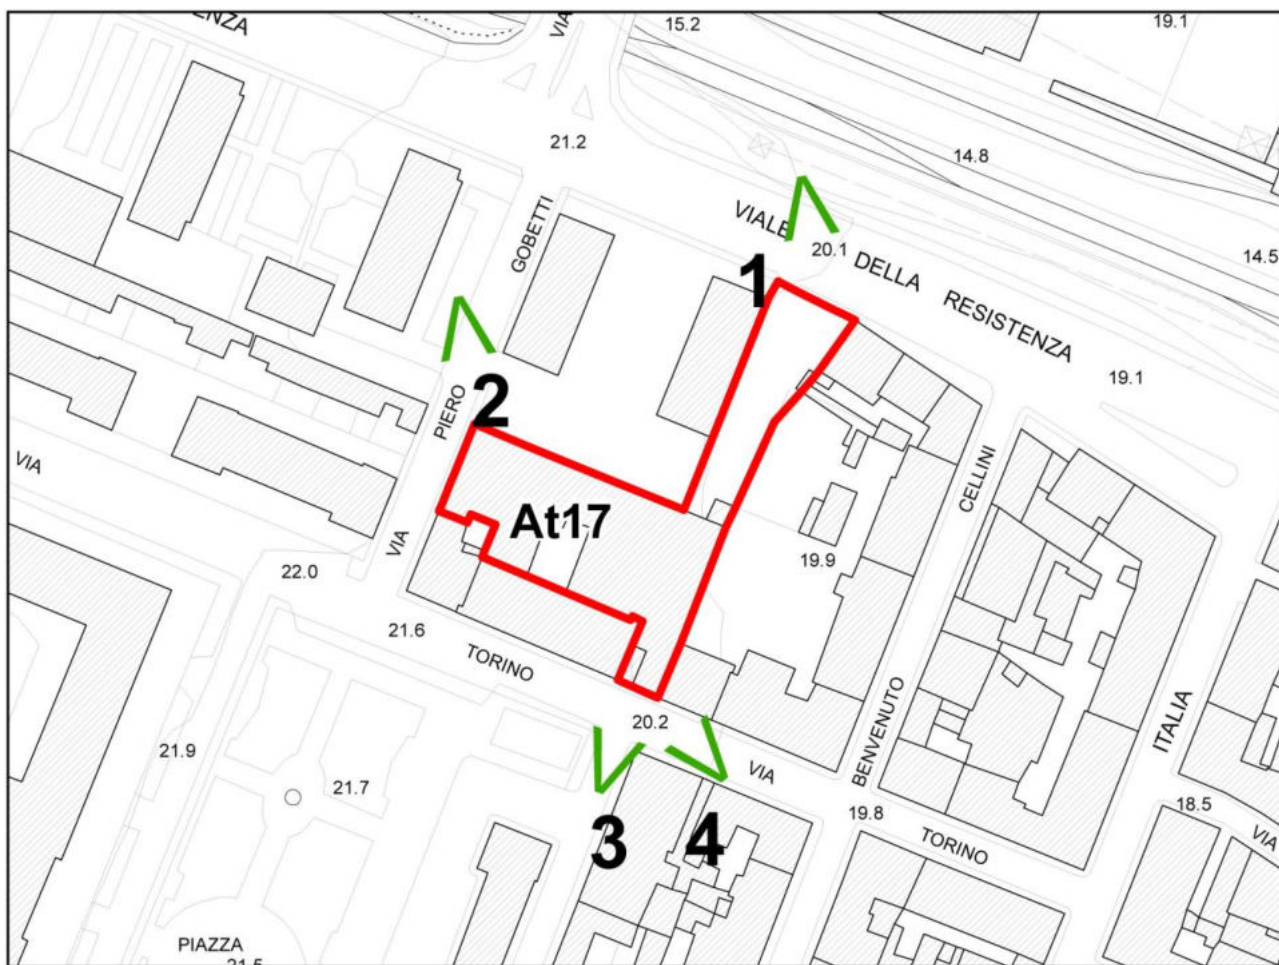 VIA
15.2
19.1
21.2
14.8
VIALE DELLA RESISTENZA
14.5
20.1
GOBETTI
1
19.1
2
PIERO
VIA
CELLINI
At17
VIA
19.9
22.0
21.6
TORINO
ITALIA
20.2
BENVENUTO
VIA
21.9
21.7
18.5
19.8
TORINO
VIA
3
4
PIAZZA